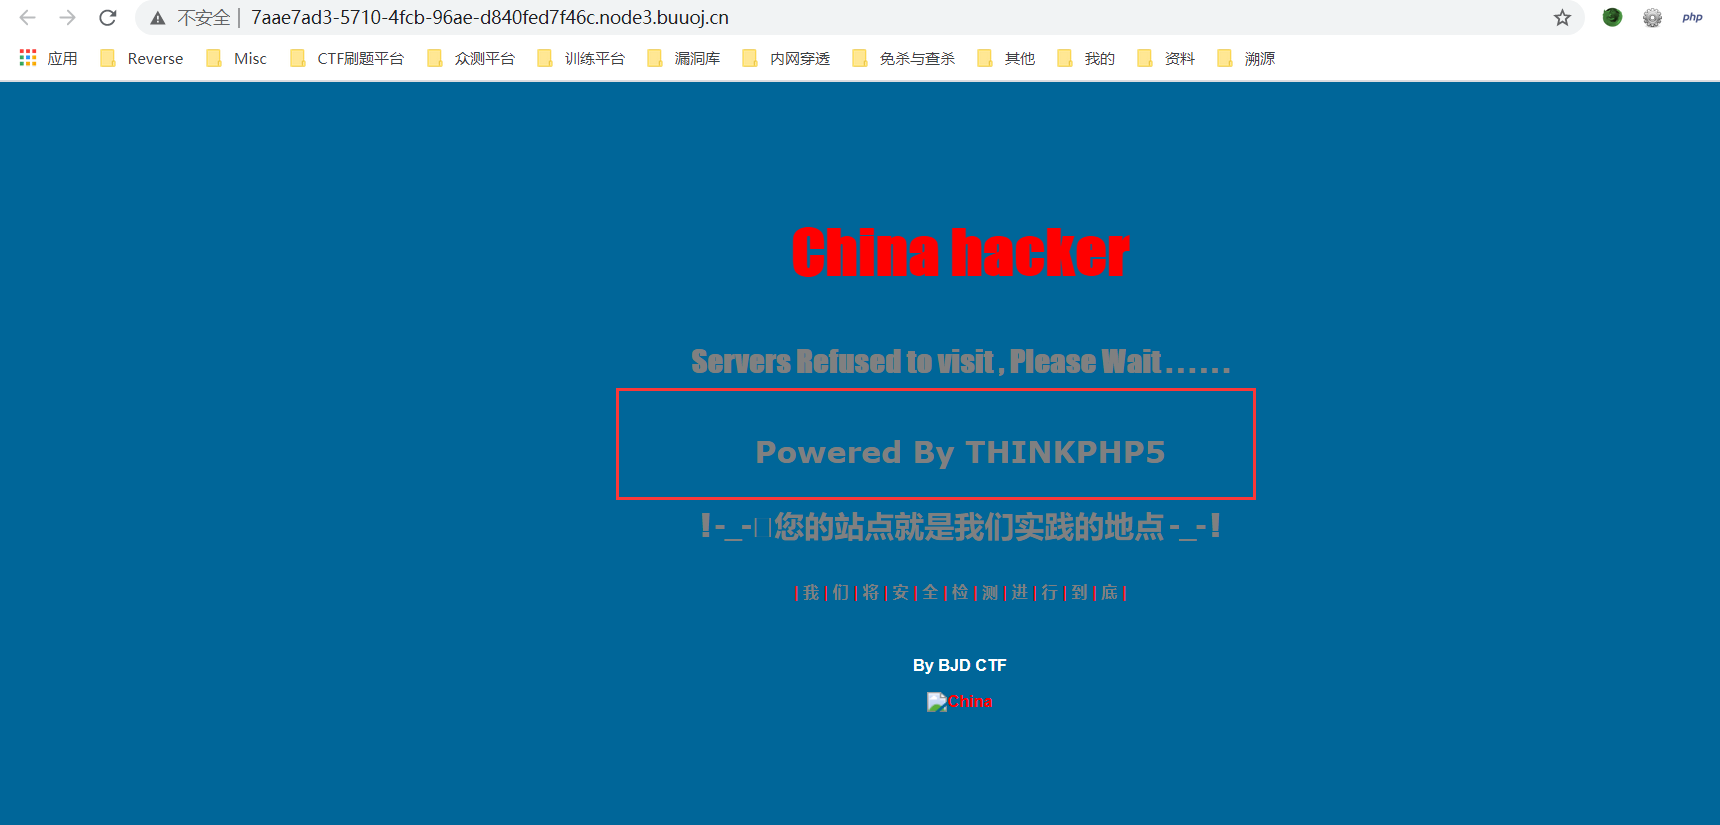 不安全 | 7aae7ad3-5710-4fcb-96ae-d840fed7f46c.node3.buuoj.cn
php
应用 Reverse Misc CTF刷题平台 众测平台 训练平台 漏洞库 内网穿透 免杀与查杀 其他 我的 资料 溯源
China hacker
Servers Refused to visit , Please Wait . . . . . .
Powered By THINKPHP5
!-_-□您的站点就是我们实践的地点 -_-!
| 我 | 们 | 将 | 安 | 全 | 检 | 测 | 进 | 行 | 到 | 底 |
By BJD CTF
China